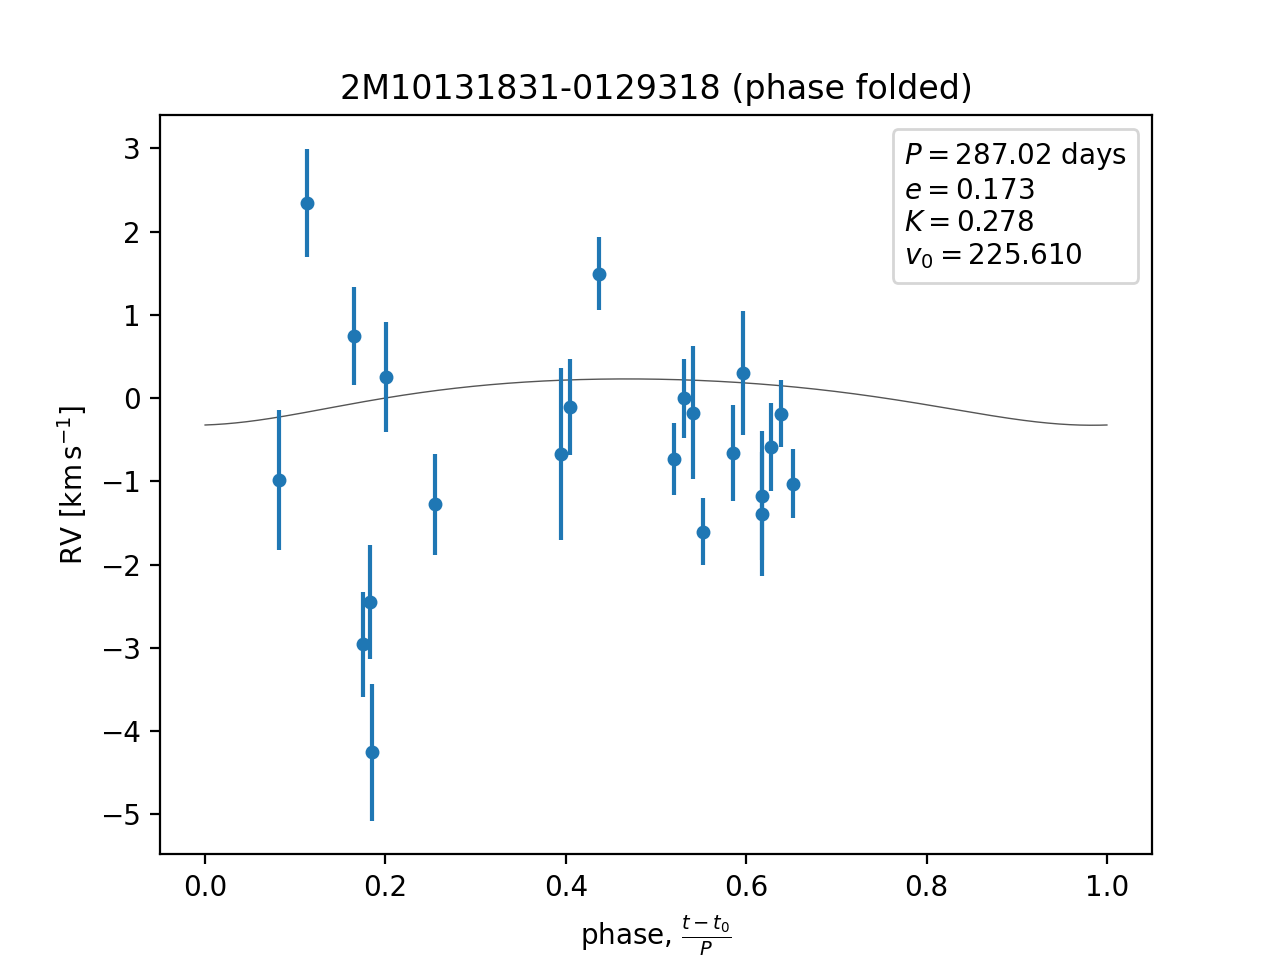 2M10131831-0129318 (phase folded)
P = 287.02 days
e = 0.173
K = 0.278
v₀ = 225.610
3
2
1
0
−1
−2
−3
−4
−5
RV [km s⁻¹]
0.0 0.2 0.4 0.6 0.8 1.0
phase, (t − t₀)/P